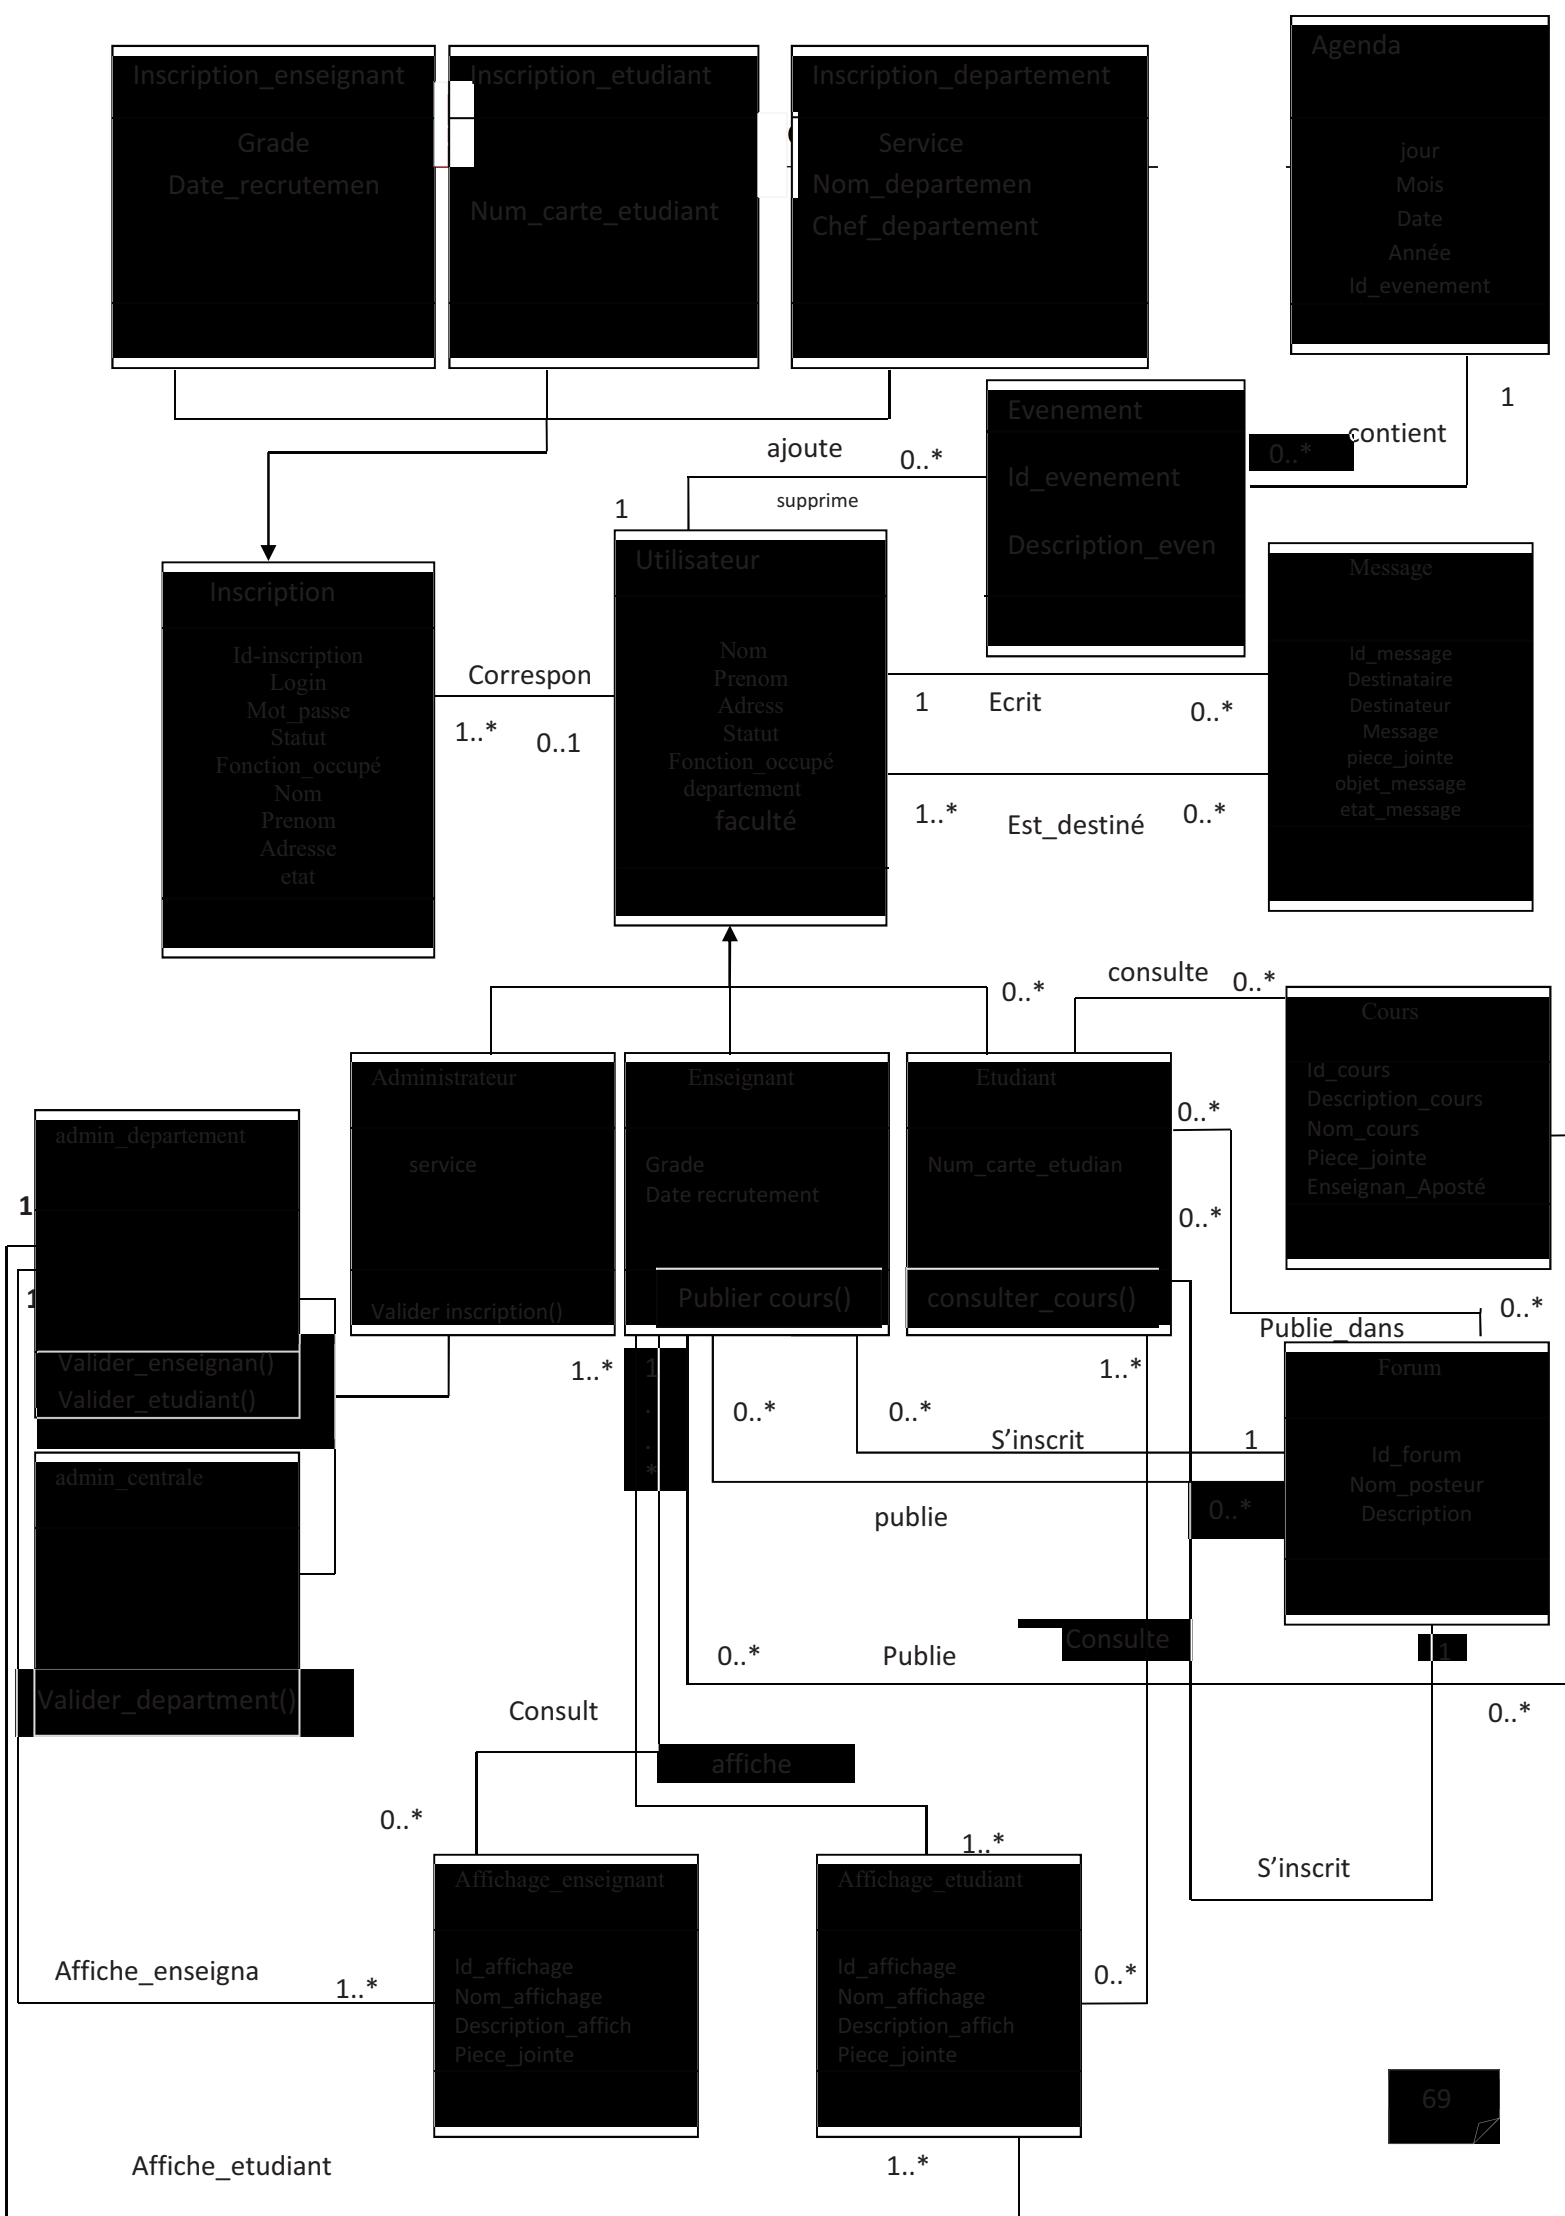 Inscription_enseignant
Grade
Date_recrutemen
Inscription_etudiant
Num_carte_etudiant
Inscription_departement
Service
Nom_departemen
Chef_departement
Agenda
jour
Mois
Date
Année
Id_evenement
1
contient
0..*
Evenement
Id_evenement
Description_even
ajoute
0..*
supprime
1
Utilisateur
Nom
Prenom
Adress
Statut
Fonction_occupé
departement
faculté
Inscription
Id-inscription
Login
Mot_passe
Statut
Fonction_occupé
Nom
Prenom
Adresse
etat
Correspon
1..*
0..1
Message
Id_message
Destinataire
Destinateur
Message
piece_jointe
objet_message
etat_message
1
Ecrit
0..*
1..*
Est_destiné
0..*
0..*
consulte
0..*
Cours
Id_cours
Description_cours
Nom_cours
Piece_jointe
Enseignan_Aposté
Administrateur
service
Valider inscription()
Enseignant
Grade
Date recrutement
Publier cours()
Etudiant
Num_carte_etudian
consulter_cours()
0..*
0..*
admin_departement
1.
1
Valider_enseignan()
Valider_etudiant()
admin_centrale
Valider_department()
0..*
Publie_dans
Forum
Id_forum
Nom_posteur
Description
1..*
1
.
.
*
0..*
0..*
1..*
S’inscrit
1
publie
0..*
Consulte
1
0..*
Publie
0..*
Consult
affiche
0..*
1..*
S’inscrit
Affichage_enseignant
Id_affichage
Nom_affichage
Description_affich
Piece_jointe
Affichage_etudiant
Id_affichage
Nom_affichage
Description_affich
Piece_jointe
Affiche_enseigna
1..*
0..*
69
Affiche_etudiant
1..*